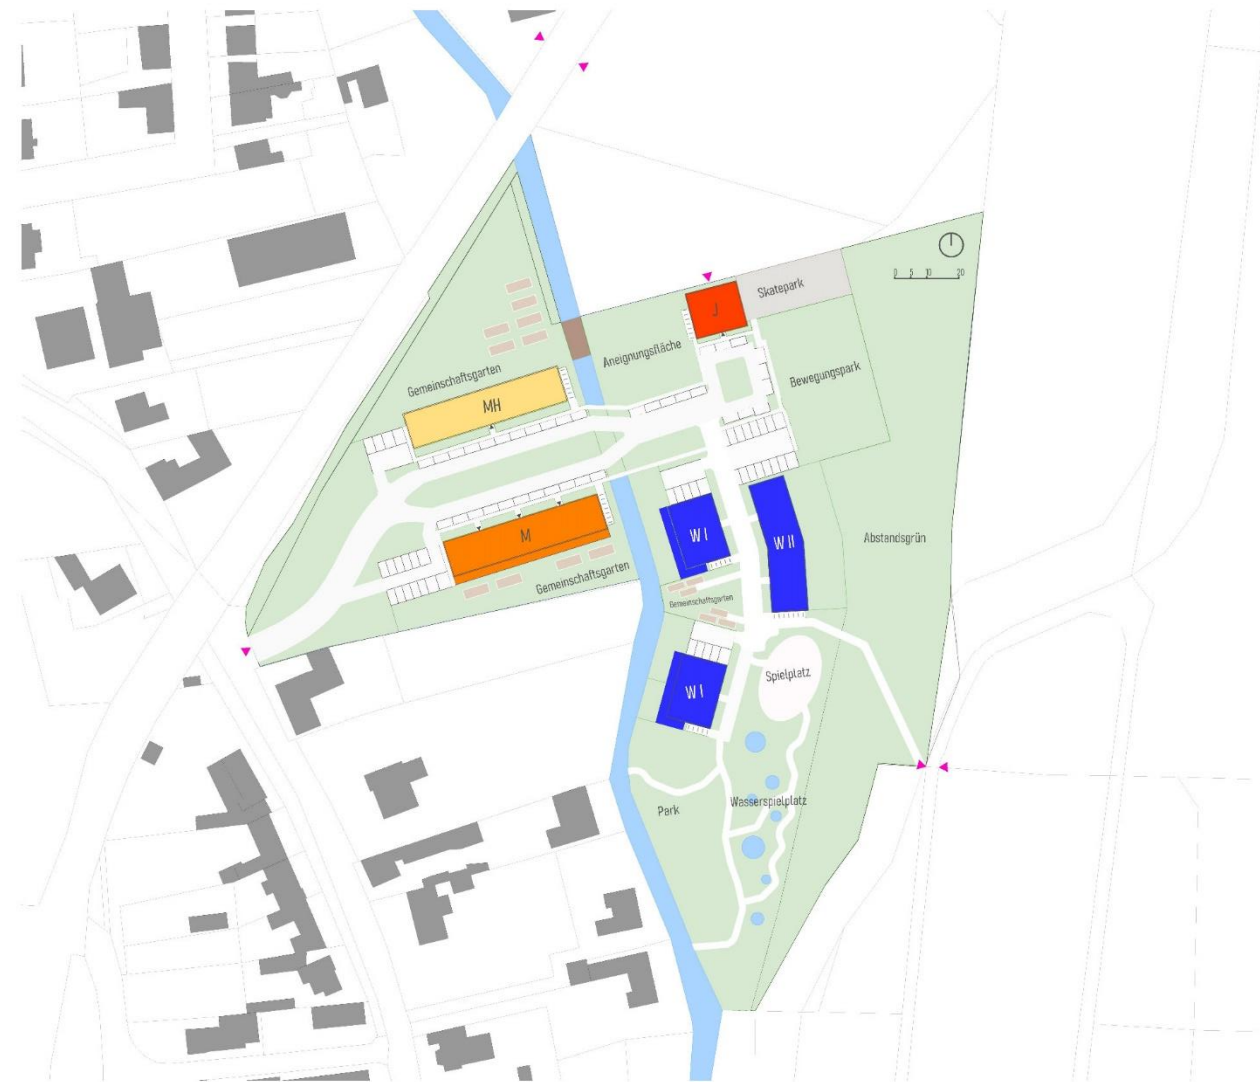 0 5 10 20
Skatepark
J
Aneignungsfläche
Bewegungspark
Gemeinschaftsgarten
MH
M
W I
W II
Abstandsgrün
Gemeinschaftsgarten
Gemeinschaftsgarten
Spielplatz
W I
Wasserspielplatz
Park